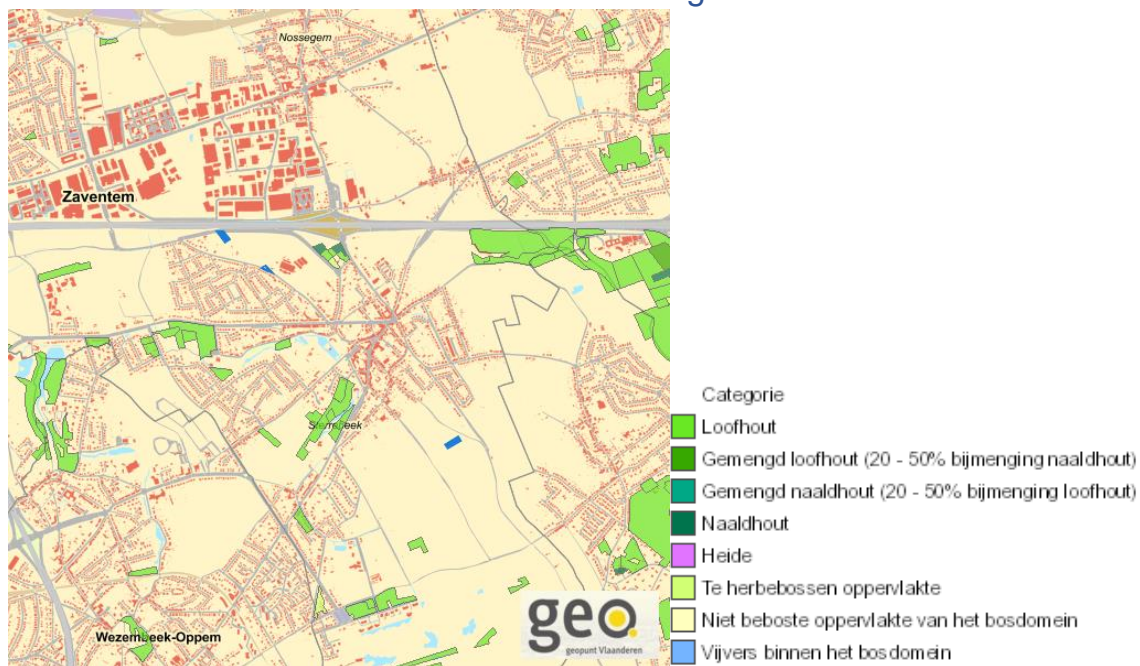 Nossegem
Zaventem
Wezembeek-Oppem
geo
geopunt Vlaanderen
Categorie
Loofhout
Gemengd loofhout (20 - 50% bijmenging naaldhout)
Gemengd naaldhout (20 - 50% bijmenging loofhout)
Naaldhout
Heide
Te herbebossen oppervlakte
Niet beboste oppervlakte van het bosdomein
Vijvers binnen het bosdomein